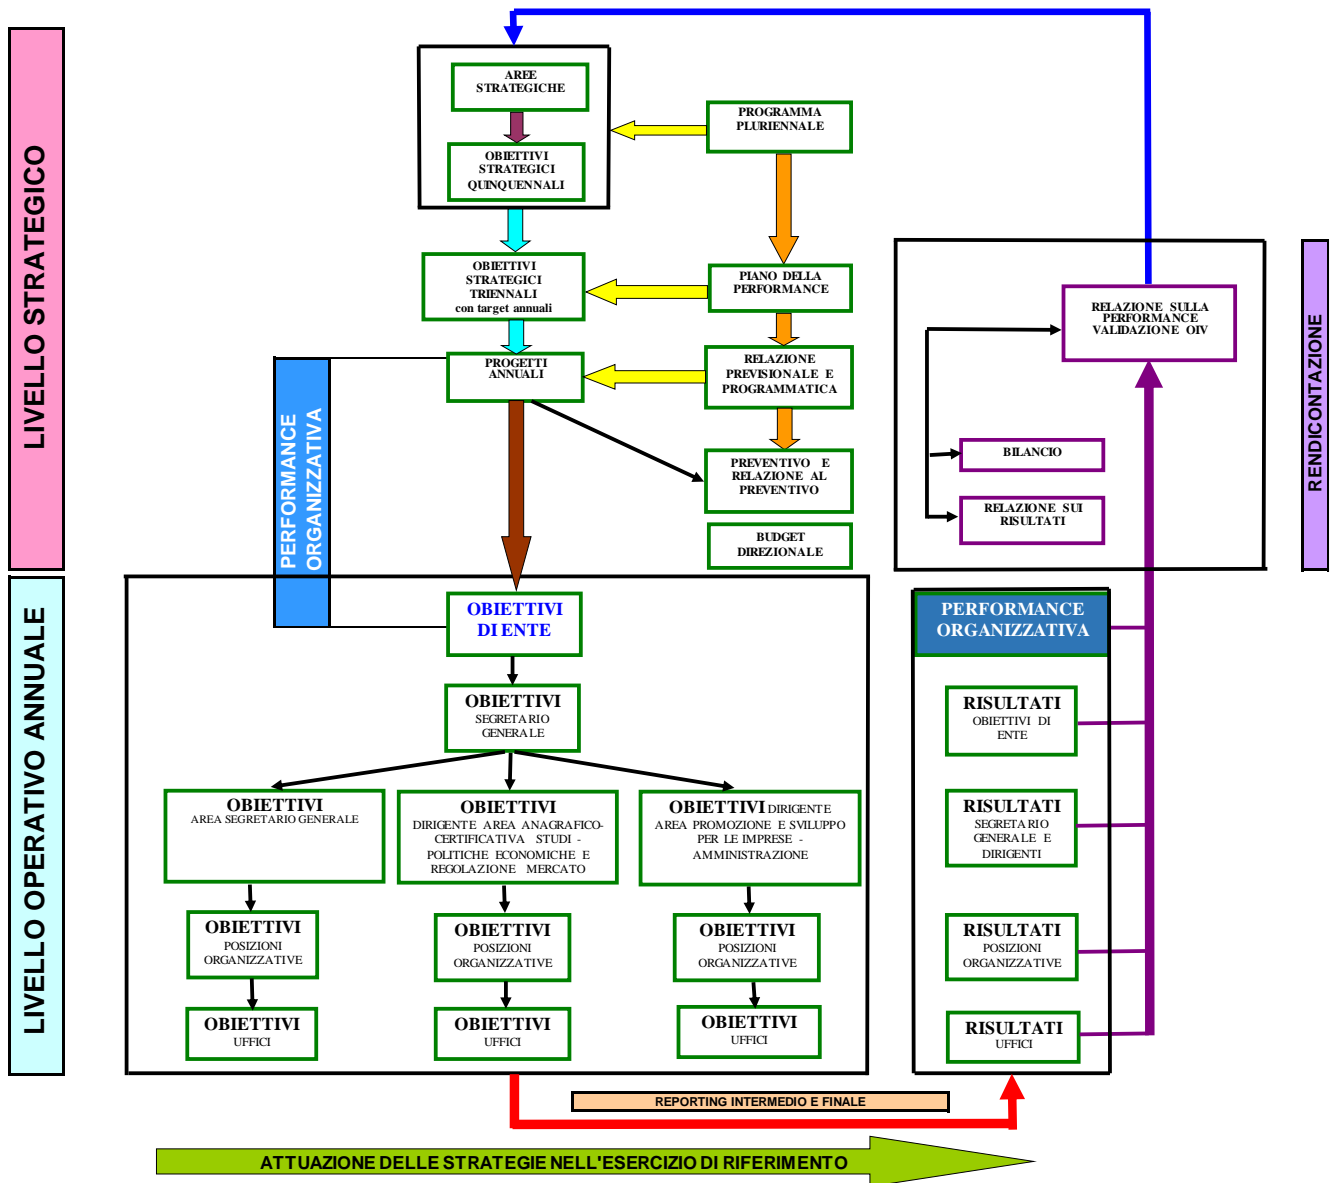 LIVELLO STRATEGICO
AREE
STRATEGICHE
OBIETTIVI
STRATEGICI
QUINQUENNALI
PROGRAMMA
PLURIENNALE
OBIETTIVI
STRATEGICI
TRIENNALI
con target annuali
PIANO DELLA
PERFORMANCE
PROGETTI
ANNUALI
RELAZIONE
PREVISIONALE E
PROGRAMMATICA
PREVENTIVO E
RELAZIONE AL
PREVENTIVO
BUDGET
DIREZIONALE
PERFORMANCE
ORGANIZZATIVA
RELAZIONE SULLA
PERFORMANCE
VALIDAZIONE OIV
BILANCIO
RELAZIONE SUI
RISULTATI
RENDICONTAZIONE
LIVELLO OPERATIVO ANNUALE
OBIETTIVI
DI ENTE
OBIETTIVI
SEGRETARIO
GENERALE
OBIETTIVI
AREA SEGRETARIO GENERALE
OBIETTIVI
DIRIGENTE AREA ANAGRAFICO-
CERTIFICATIVA STUDI -
POLITICHE ECONOMICHE E
REGOLAZIONE MERCATO
OBIETTIVI DIRIGENTE
AREA PROMOZIONE E SVILUPPO
PER LE IMPRESE -
AMMINISTRAZIONE
OBIETTIVI
POSIZIONI
ORGANIZZATIVE
OBIETTIVI
POSIZIONI
ORGANIZZATIVE
OBIETTIVI
POSIZIONI
ORGANIZZATIVE
OBIETTIVI
UFFICI
OBIETTIVI
UFFICI
OBIETTIVI
UFFICI
PERFORMANCE
ORGANIZZATIVA
RISULTATI
OBIETTIVI DI
ENTE
RISULTATI
SEGRETARIO
GENERALE E
DIRIGENTI
RISULTATI
POSIZIONI
ORGANIZZATIVE
RISULTATI
UFFICI
REPORTING INTERMEDIO E FINALE
ATTUAZIONE DELLE STRATEGIE NELL'ESERCIZIO DI RIFERIMENTO